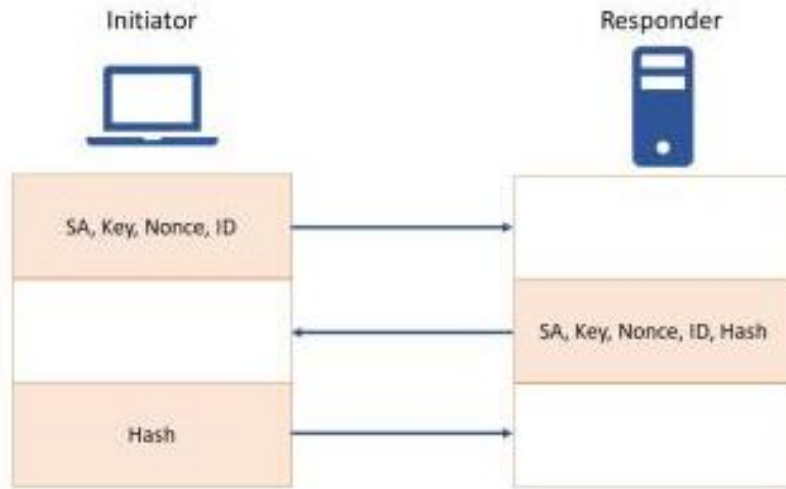 Initiator
Responder
SA, Key, Nonce, ID
SA, Key, Nonce, ID, Hash
Hash